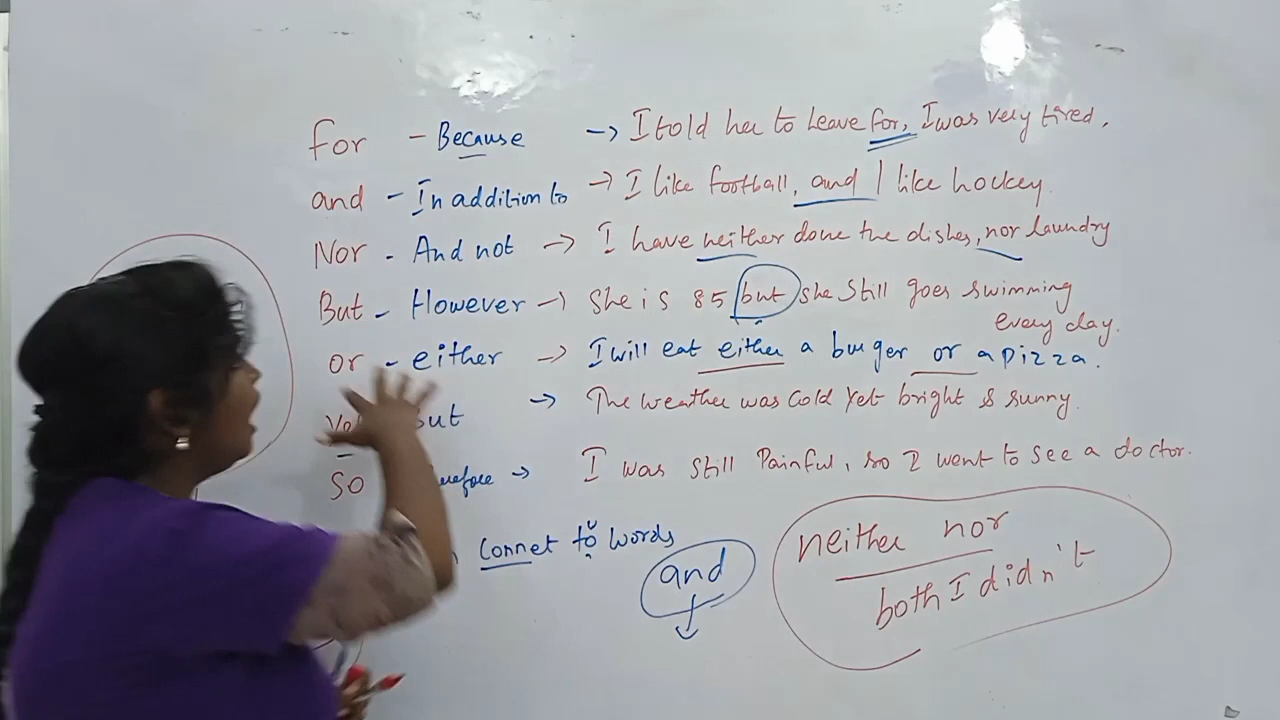 for - Because -> I told her to leave for, I was very tired.
and - In addition to -> I like football, and I like hockey.
Nor - And not -> I have neither done the dishes, nor laundry
But - However -> She is 85 but she still goes swimming
every day.
or - either -> I will eat either a burger or a pizza.
-> The weather was cold yet bright & sunny.
So -> I was still Painful, so I went to see a doctor.
Connet to words
and
neither nor
both I didn't